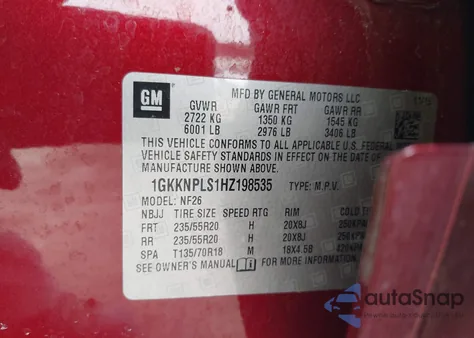 GM
MFD BY GENERAL MOTORS LLC
GVWR GAWR FRT GAWR RR
2722 KG 1350 KG 1545 KG
6001 LB 2976 LB 3406 LB
THIS VEHICLE CONFORMS TO ALL APPLICABLE U.S. FEDERAL
VEHICLE SAFETY STANDARDS IN EFFECT ON THE
OF MANUFACTURE SHOWN ABOVE.
1GKKNPLS1HZ198535 TYPE: M.P.V.
MODEL: NF26
NBJJ TIRE SIZE SPEED RTG RIM COLD
FRT 235/55R20 H 20X8J
RR 235/55R20 H 20X8J
SPA T135/70R18 M 18X4.5B
SEE OWNER'S MANUAL FOR MORE INFORMATION
autoSnap